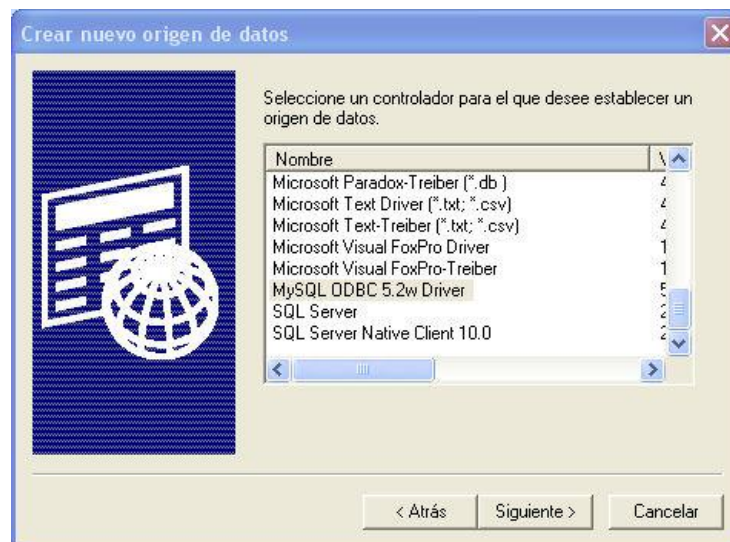 Crear nuevo origen de datos
Seleccione un controlador para el que desee establecer un
origen de datos.
Nombre
Microsoft Paradox-Treiber (*.db )
Microsoft Text Driver (*.txt; *.csv)
Microsoft Text-Treiber (*.txt; *.csv)
Microsoft Visual FoxPro Driver
Microsoft Visual FoxPro-Treiber
MySQL ODBC 5.2w Driver
SQL Server
SQL Server Native Client 10.0
< Atrás
Siguiente >
Cancelar